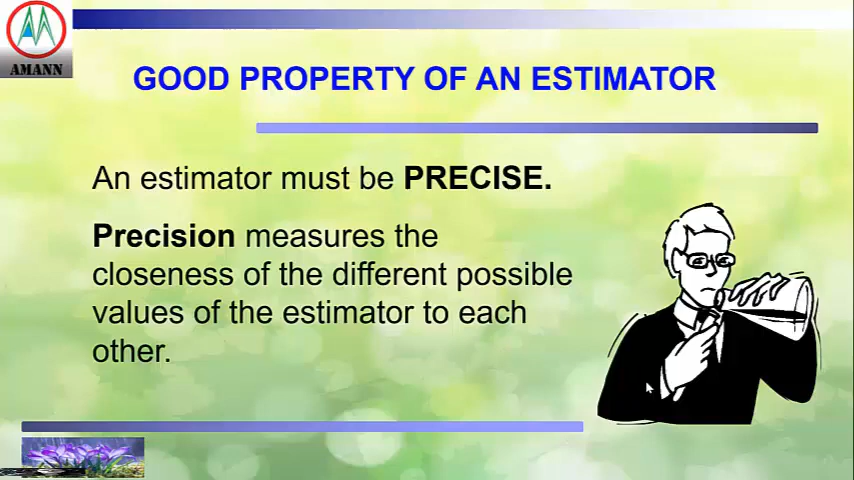 AMANN
GOOD PROPERTY OF AN ESTIMATOR
An estimator must be PRECISE.
Precision measures the
closeness of the different possible
values of the estimator to each
other.